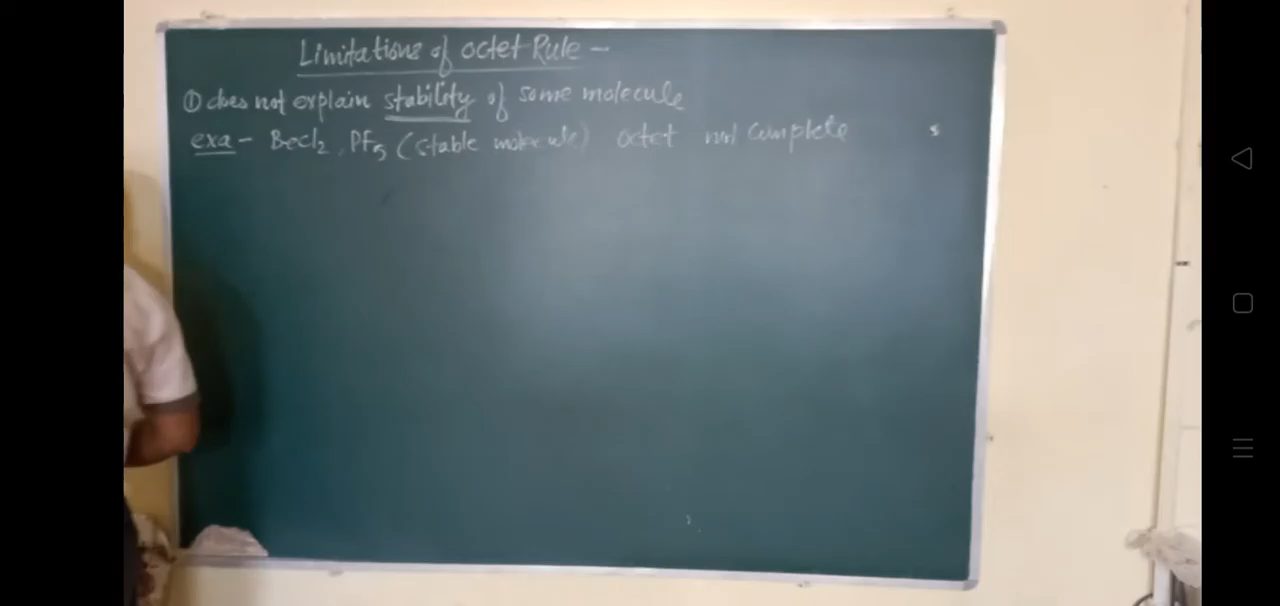 Limitations of octet Rule –
① does not explain stability of some molecule
exa – BeCl2, PF5 (stable molecule) octet not complete